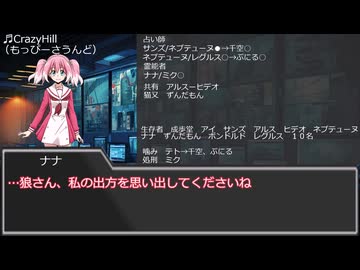 ♫CrazyHill
(もっぴーさうんど)
占い師
サンズ/ネプテューヌ●→千空○
ネプテューヌ/レグルス○→ぷにる○
霊能者
ナナ/ミク○
共有　アルスーヒデオ
猫又　ずんだもん
生存者　成歩堂　アイ　サンズ　アルス　ヒデオ　ネプテューヌ
ナナ　ずんだもん　ボンドルド　レグルス　１０名
噛み　テト→千空、ぷにる
処刑　ミク
ナナ
…狼さん、私の出方を思い出してくださいね